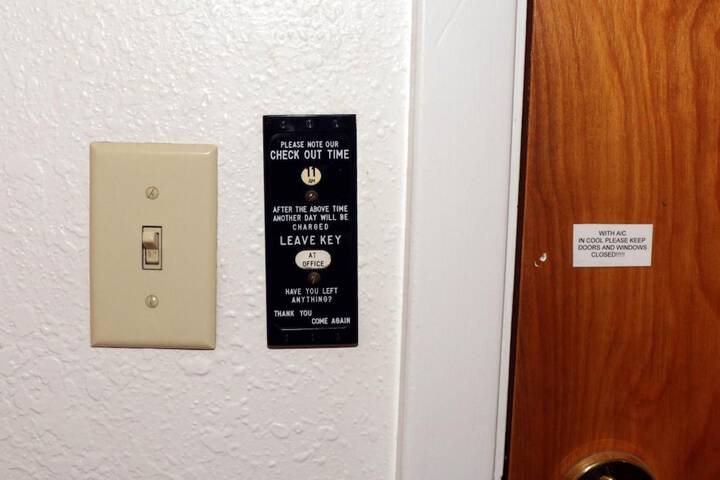 PLEASE NOTE OUR
CHECK OUT TIME
11
AM
AFTER THE ABOVE TIME
ANOTHER DAY WILL BE
CHARGED
LEAVE KEY
AT
OFFICE
HAVE YOU LEFT
ANYTHING?
THANK YOU
COME AGAIN
WITH A/C
IN COOL PLEASE KEEP
DOORS AND WINDOWS
CLOSED!!!!!